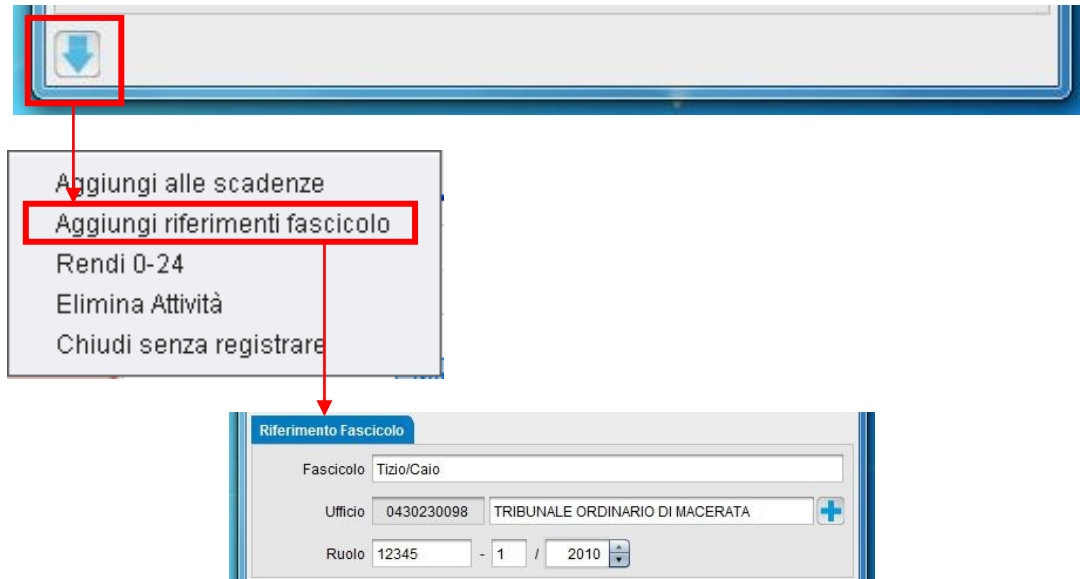 Aggiungi alle scadenze
Aggiungi riferimenti fascicolo
Rendi 0-24
Elimina Attività
Chiudi senza registrare
Riferimento Fascicolo
Fascicolo Tizio/Caio
Ufficio 0430230098 TRIBUNALE ORDINARIO DI MACERATA
Ruolo 12345 - 1 / 2010